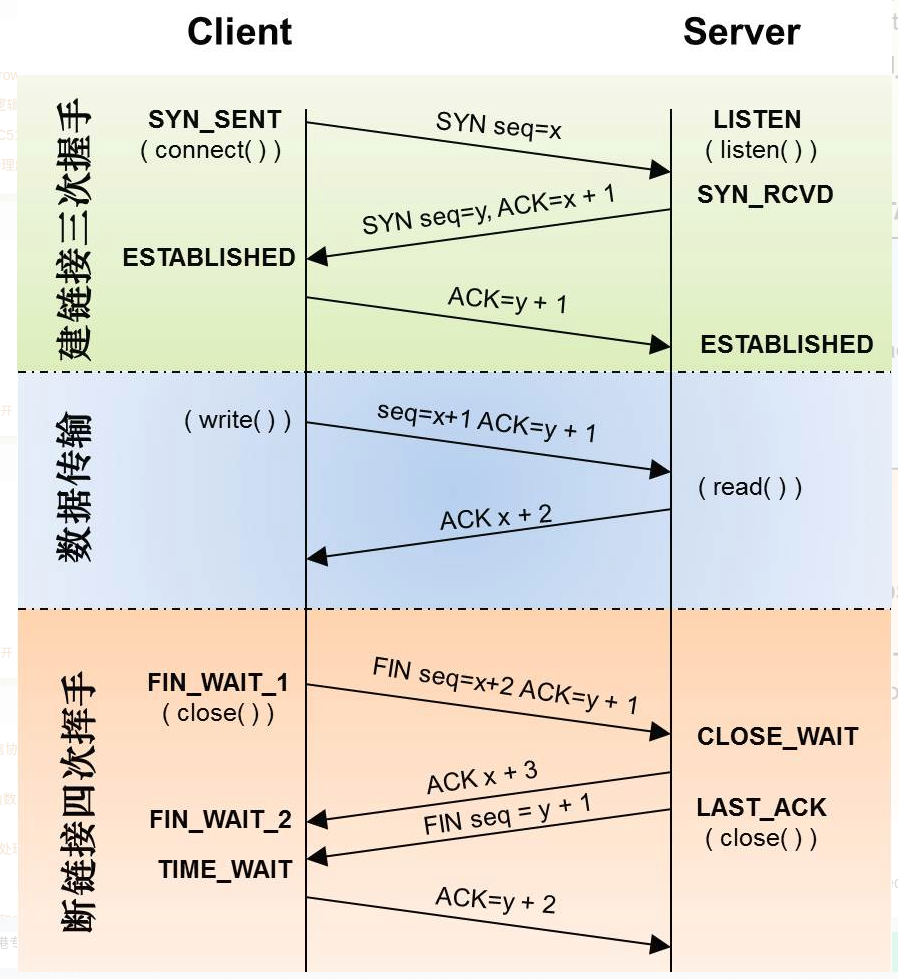 Client
Server
建链接三次握手
SYN_SENT
( connect( ) )
SYN seq=x
LISTEN
( listen( ) )
SYN_RCVD
SYN seq=y, ACK=x + 1
ESTABLISHED
ACK=y + 1
ESTABLISHED
数据传输
( write( ) )
seq=x+1 ACK=y + 1
( read( ) )
ACK x + 2
断链接四次挥手
FIN_WAIT_1
( close( ) )
FIN seq=x+2 ACK=y + 1
CLOSE_WAIT
ACK x + 3
FIN_WAIT_2
LAST_ACK
( close( ) )
FIN seq = y + 1
TIME_WAIT
ACK=y + 2